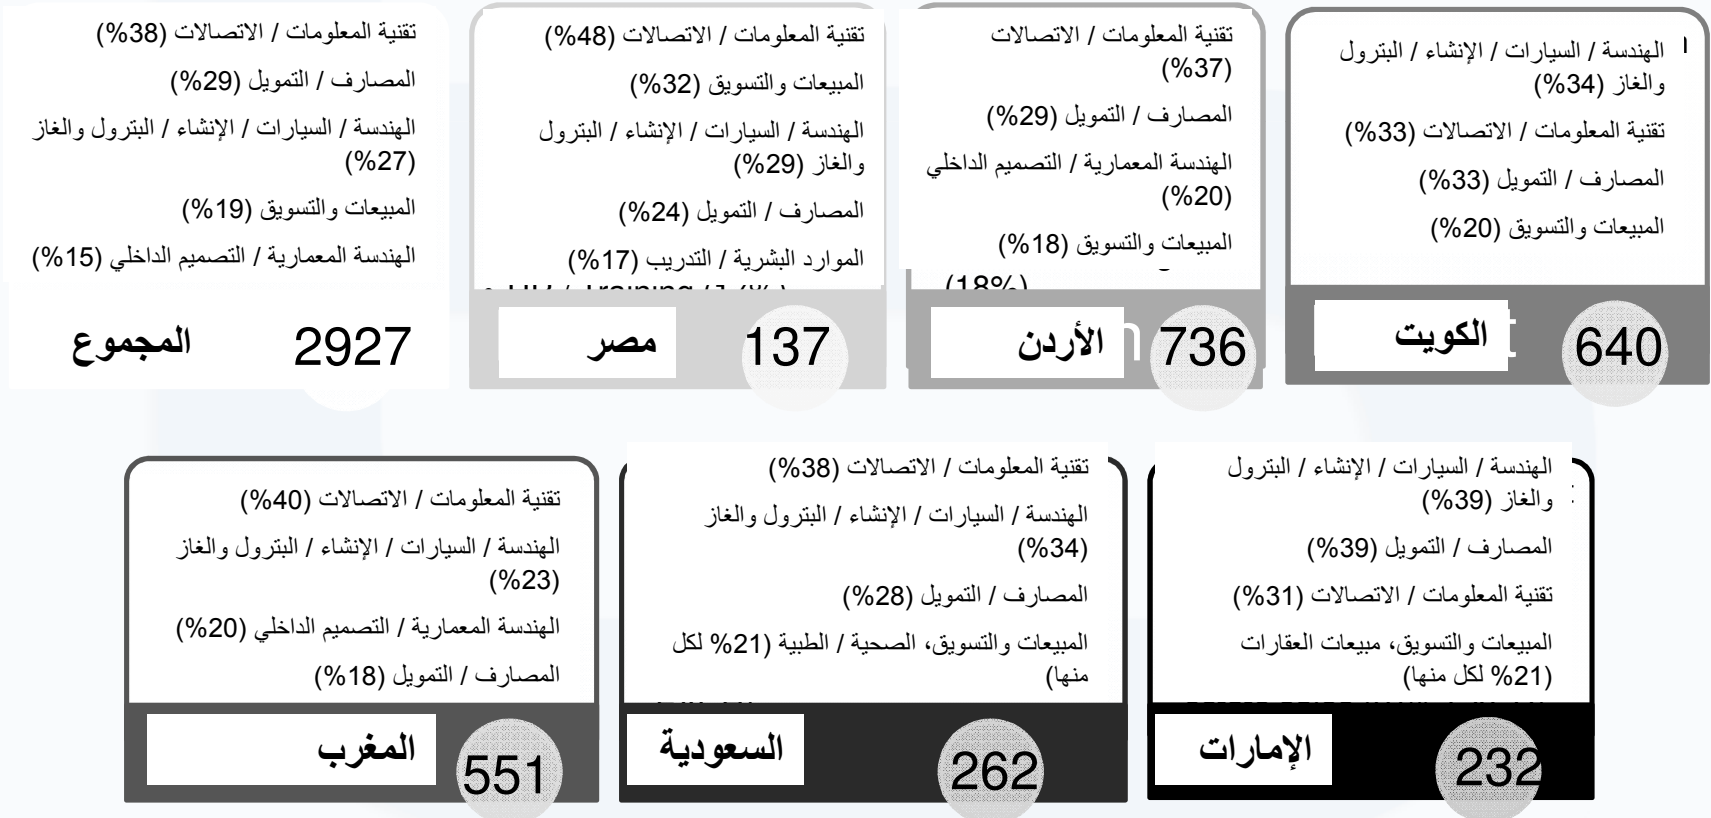 الهندسة / السيارات / الإنشاء / البترول
والغاز (34%)
تقنية المعلومات / الاتصالات (33%)
المصارف / التمويل (33%)
المبيعات والتسويق (20%)
الكويت
640
تقنية المعلومات / الاتصالات
(37%)
المصارف / التمويل (29%)
الهندسة المعمارية / التصميم الداخلي
(20%)
المبيعات والتسويق (18%)
(18%)
الأردن
736
تقنية المعلومات / الاتصالات (48%)
المبيعات والتسويق (32%)
الهندسة / السيارات / الإنشاء / البترول
والغاز (29%)
المصارف / التمويل (24%)
الموارد البشرية / التدريب (17%)
مصر
137
تقنية المعلومات / الاتصالات (38%)
المصارف / التمويل (29%)
الهندسة / السيارات / الإنشاء / البترول والغاز
(27%)
المبيعات والتسويق (19%)
الهندسة المعمارية / التصميم الداخلي (15%)
المجموع
2927
الهندسة / السيارات / الإنشاء / البترول
والغاز (39%)
المصارف / التمويل (39%)
تقنية المعلومات / الاتصالات (31%)
المبيعات والتسويق، مبيعات العقارات
(21% لكل منها)
الإمارات
232
تقنية المعلومات / الاتصالات (38%)
الهندسة / السيارات / الإنشاء / البترول والغاز
(34%)
المصارف / التمويل (28%)
المبيعات والتسويق، الصحية / الطبية (21% لكل
منها)
السعودية
262
تقنية المعلومات / الاتصالات (40%)
الهندسة / السيارات / الإنشاء / البترول والغاز
(23%)
الهندسة المعمارية / التصميم الداخلي (20%)
المصارف / التمويل (18%)
المغرب
551